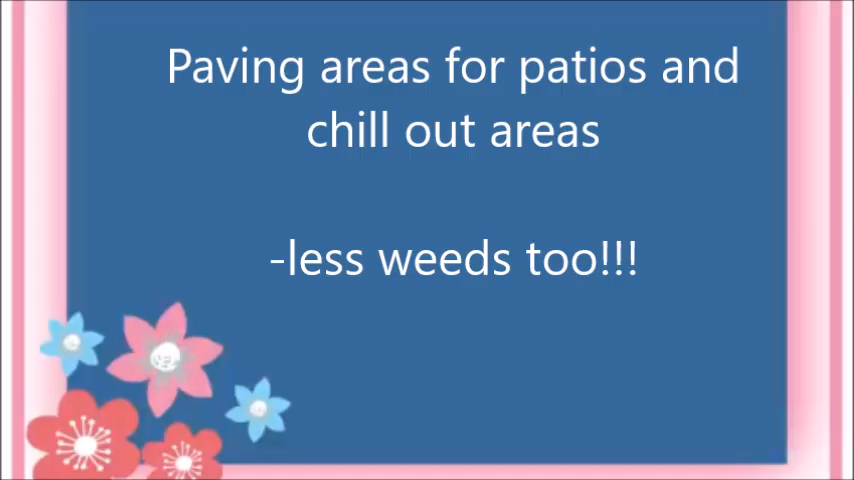 Paving areas for patios and
chill out areas
-less weeds too!!!